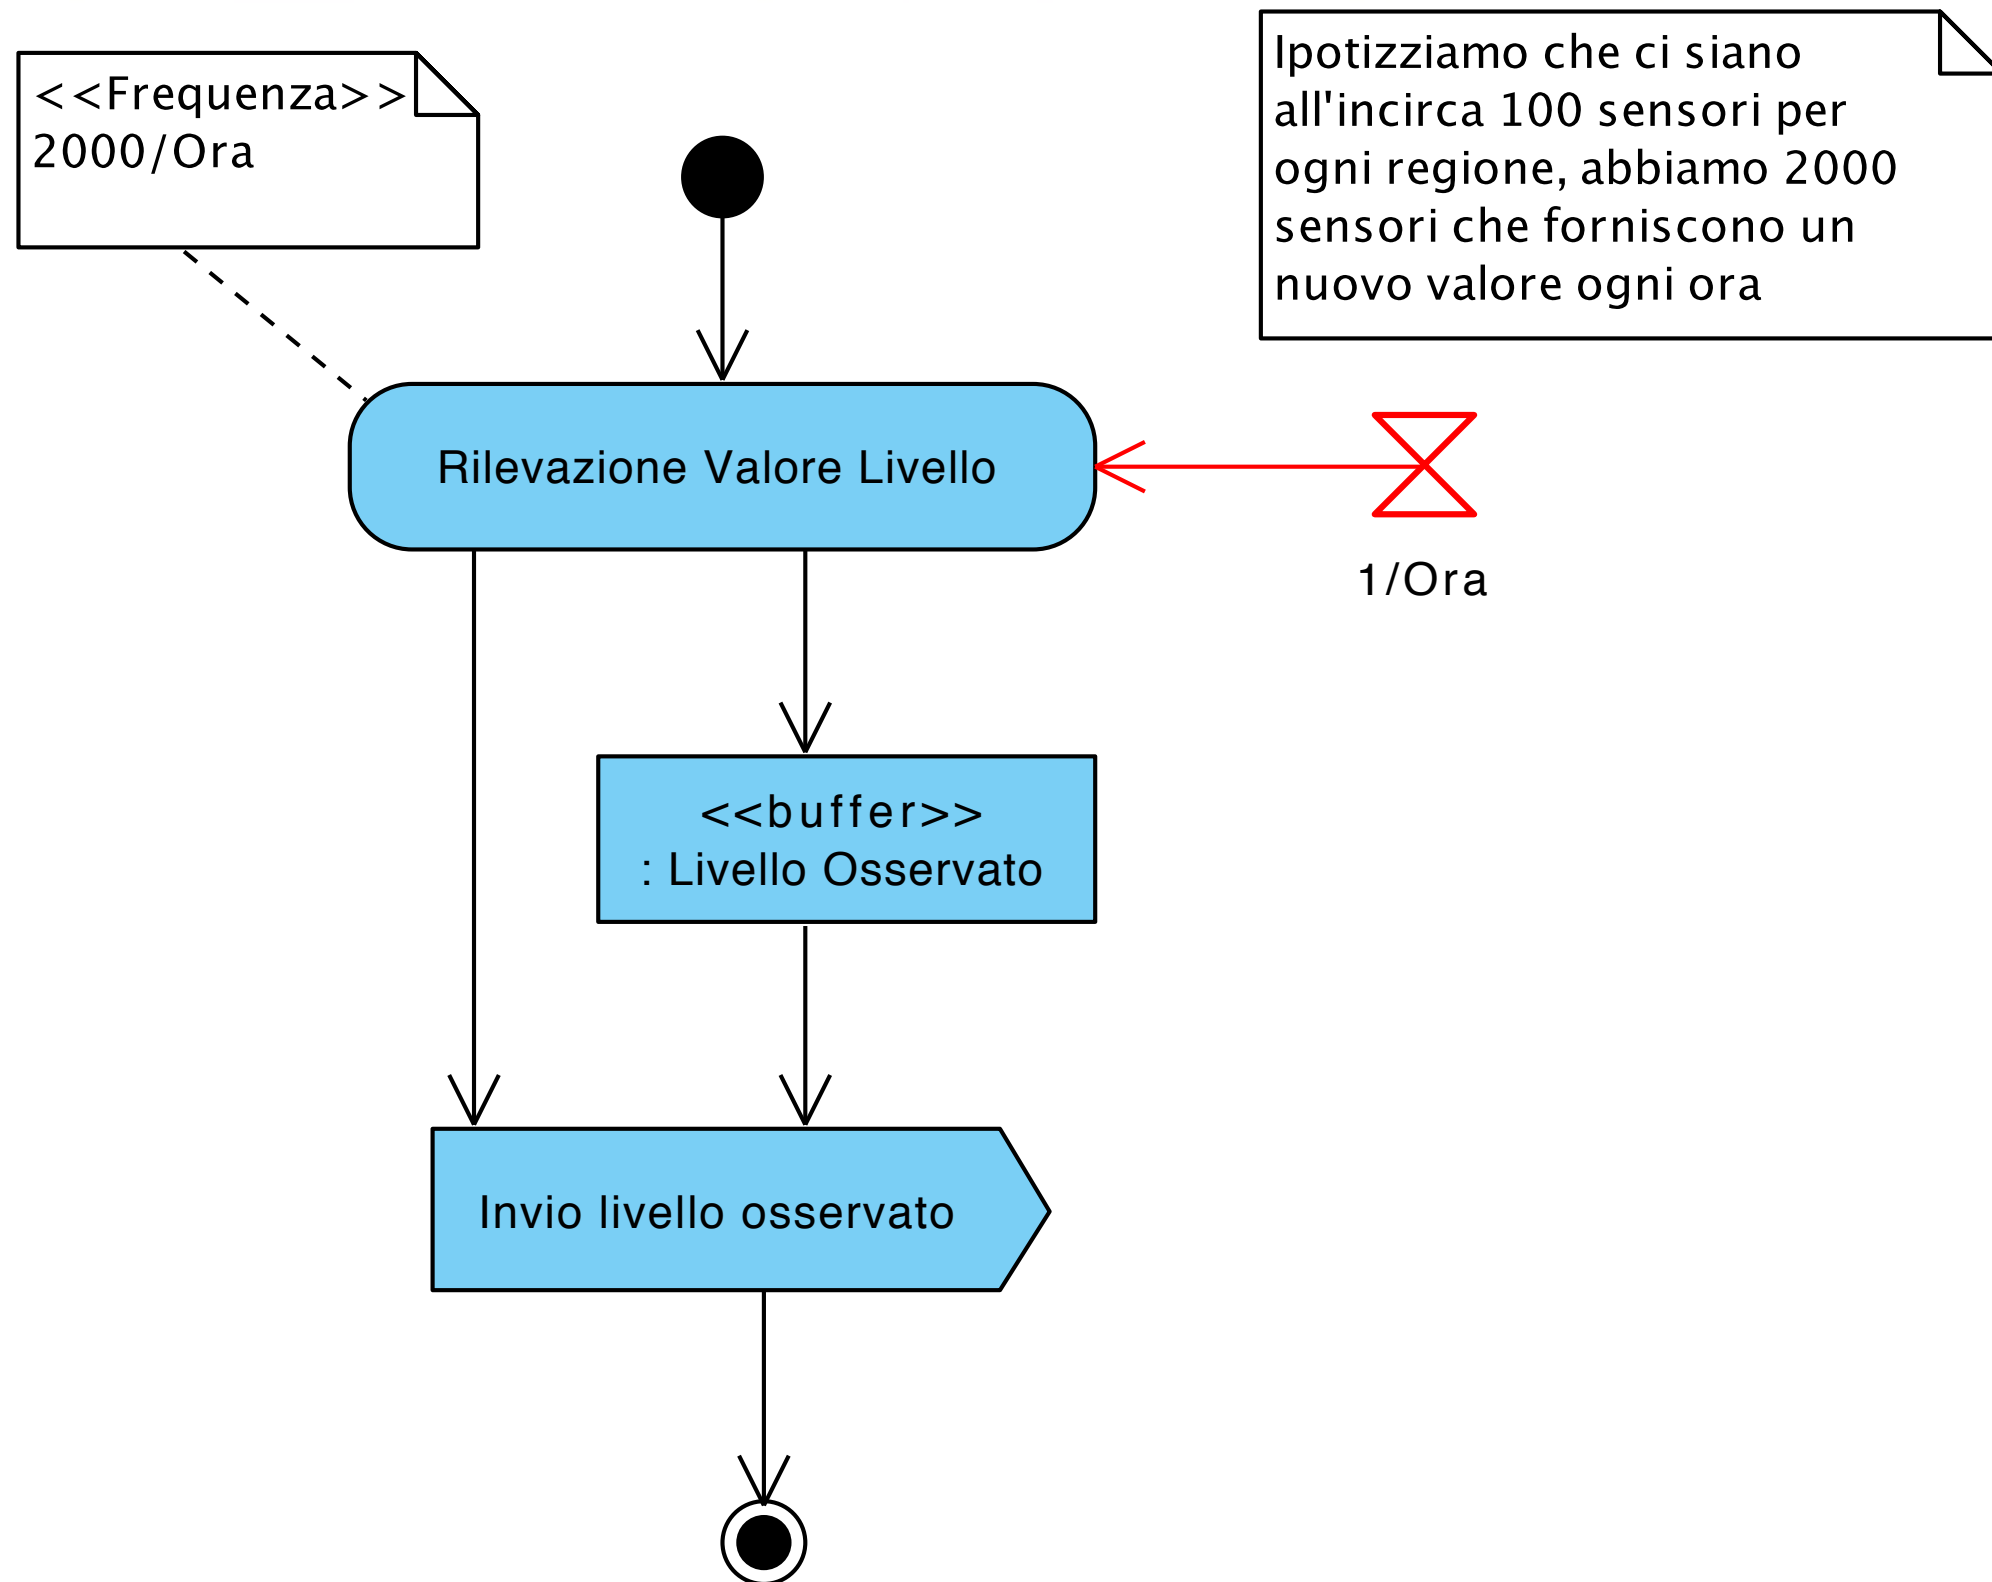 <<Frequenza>>
2000/Ora
Ipotizziamo che ci siano
all'incirca 100 sensori per
ogni regione, abbiamo 2000
sensori che forniscono un
nuovo valore ogni ora
Rilevazione Valore Livello
1/Ora
<<buffer>>
: Livello Osservato
Invio livello osservato